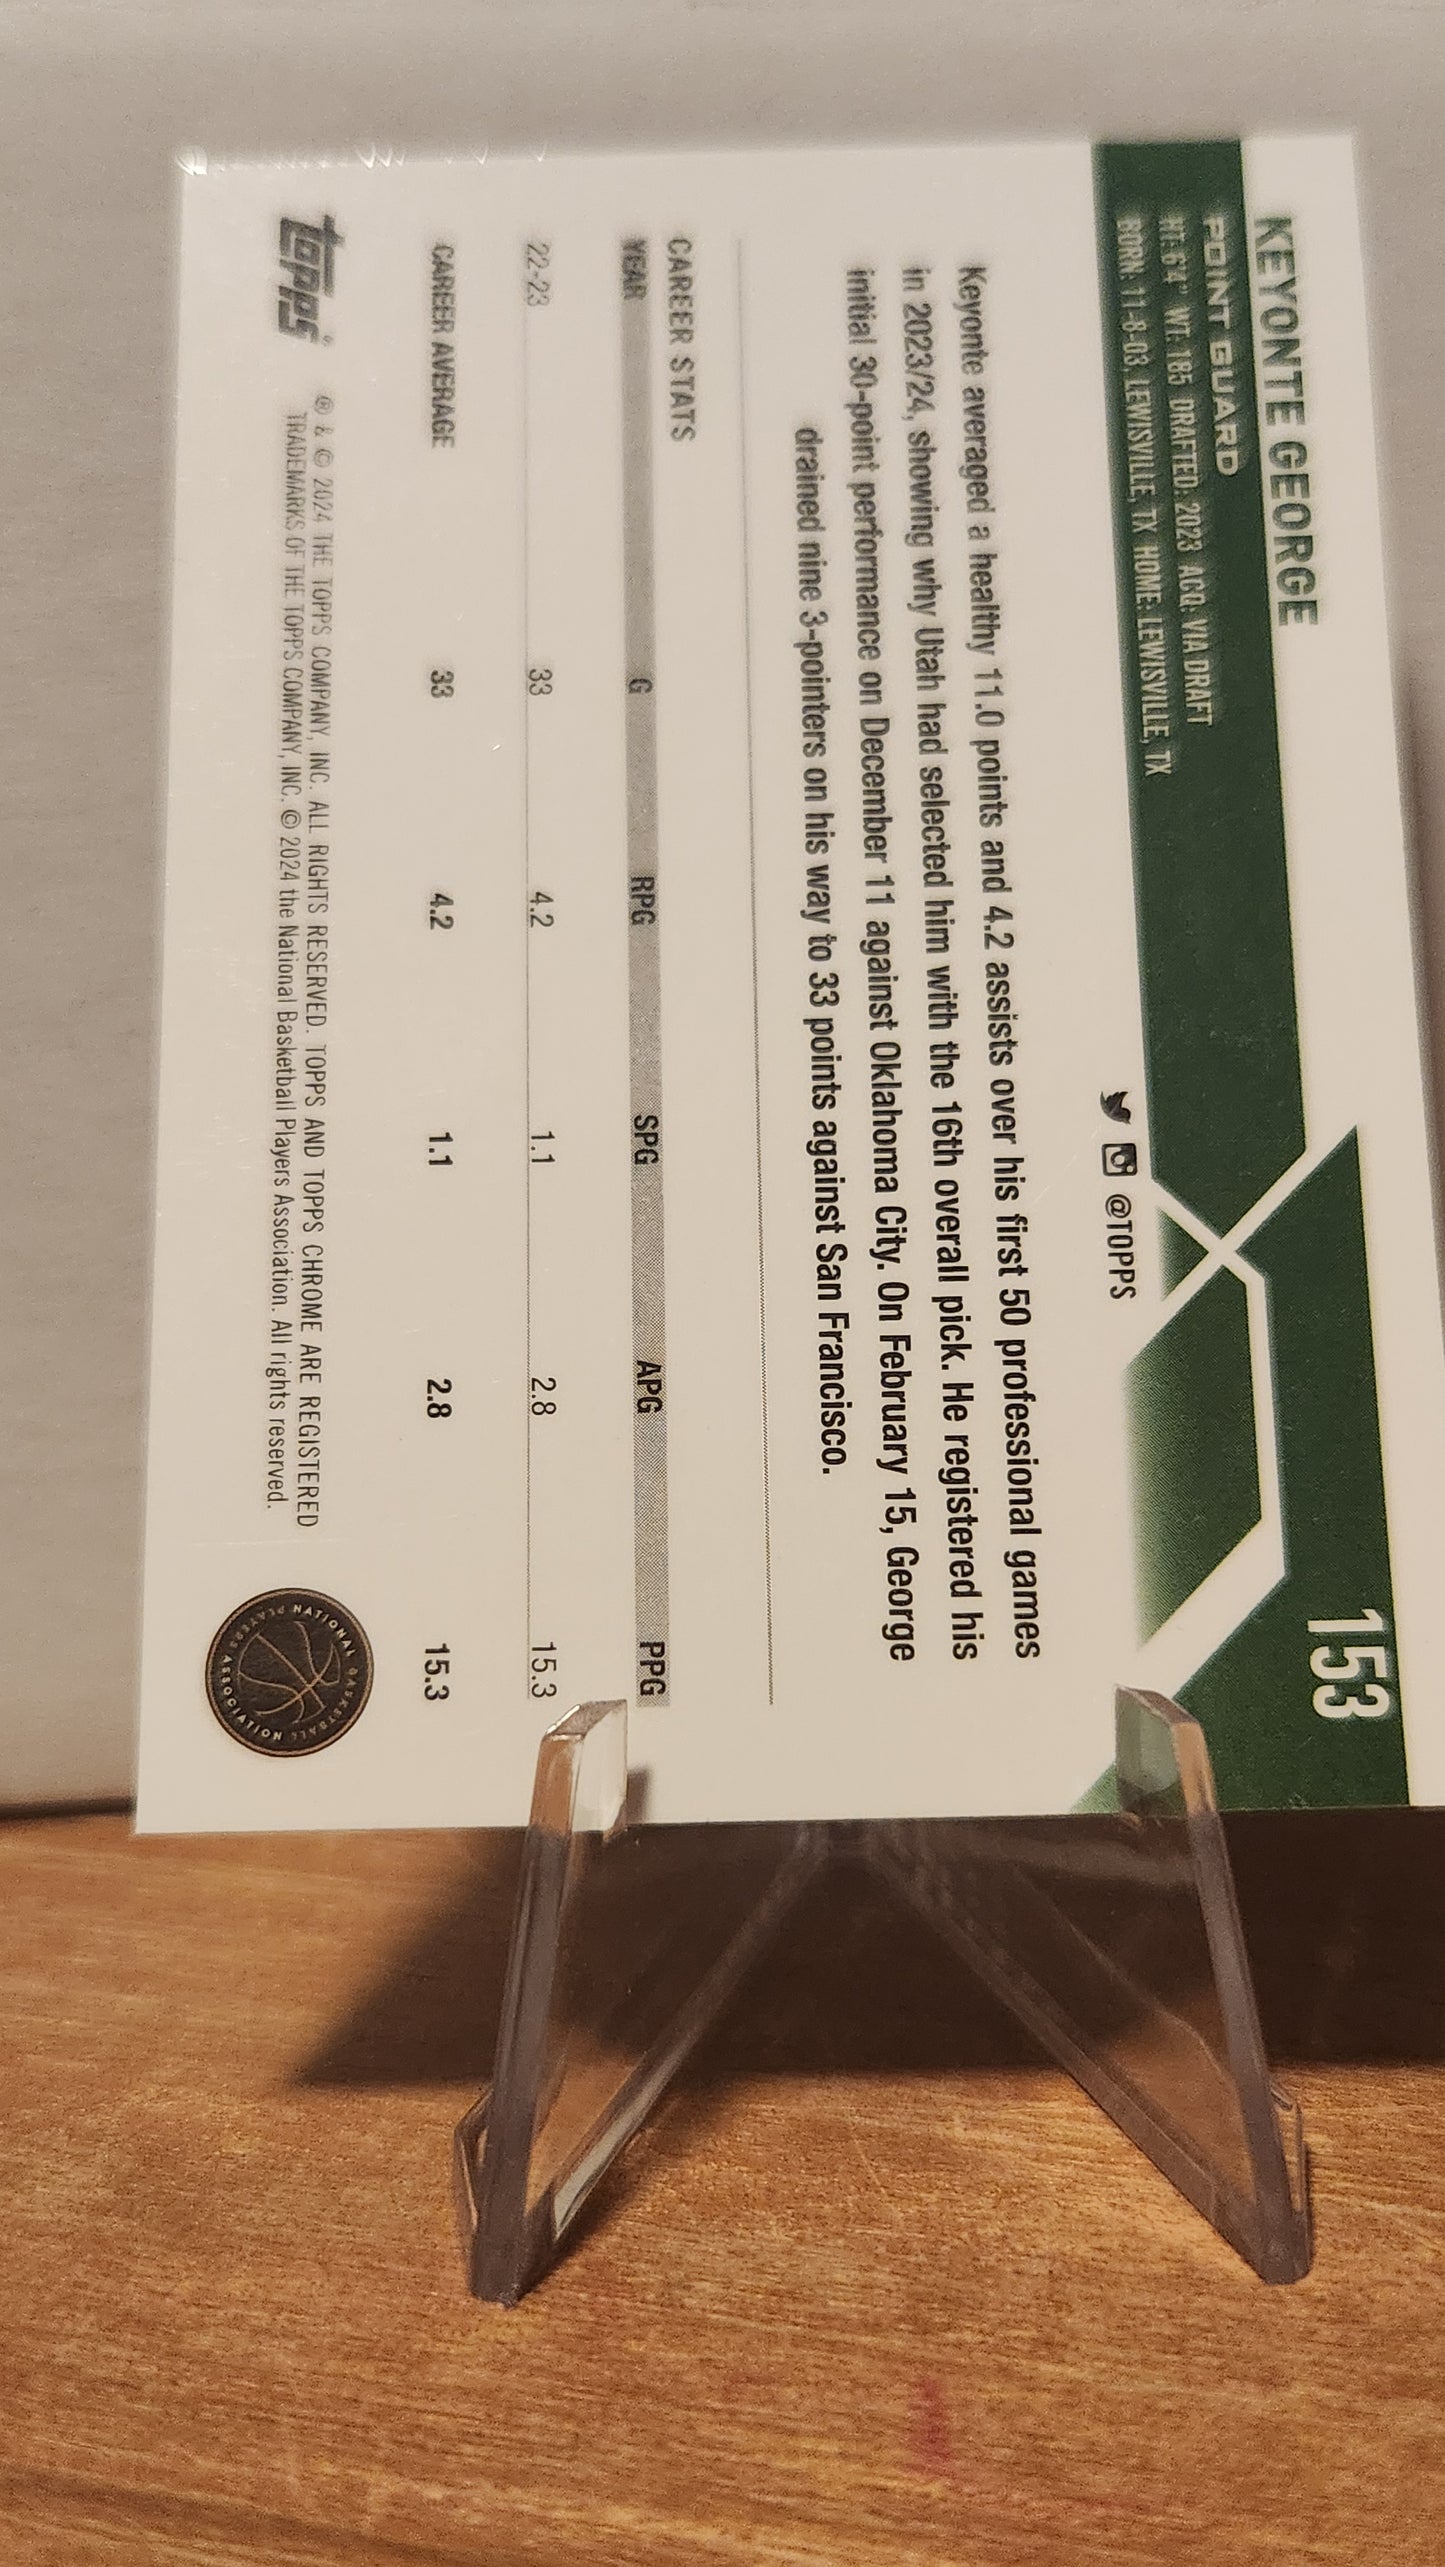 KEYONTE GEORGE
153
POINT GUARD
HT: 6'4" WT: 185 DRAFTED: 2023 ACQ: VIA DRAFT
BORN: 11-8-03, LEWISVILLE, TX HOME: LEWISVILLE, TX
@TOPPS
Keyonte averaged a healthy 11.0 points and 4.2 assists over his first 50 professional games
in 2023/24, showing why Utah had selected him with the 16th overall pick. He registered his
initial 30-point performance on December 11 against Oklahoma City. On February 15, George
drained nine 3-pointers on his way to 33 points against San Francisco.
CAREER STATS
YEAR G RPG SPG APG PPG
22-23 33 4.2 1.1 2.8 15.3
CAREER AVERAGE 33 4.2 1.1 2.8 15.3
topps
® & © 2024 THE TOPPS COMPANY, INC. ALL RIGHTS RESERVED. TOPPS AND TOPPS CHROME ARE REGISTERED
TRADEMARKS OF THE TOPPS COMPANY, INC. © 2024 the National Basketball Players Association. All rights reserved.
NATIONAL BASKETBALL
PLAYERS ASSOCIATION